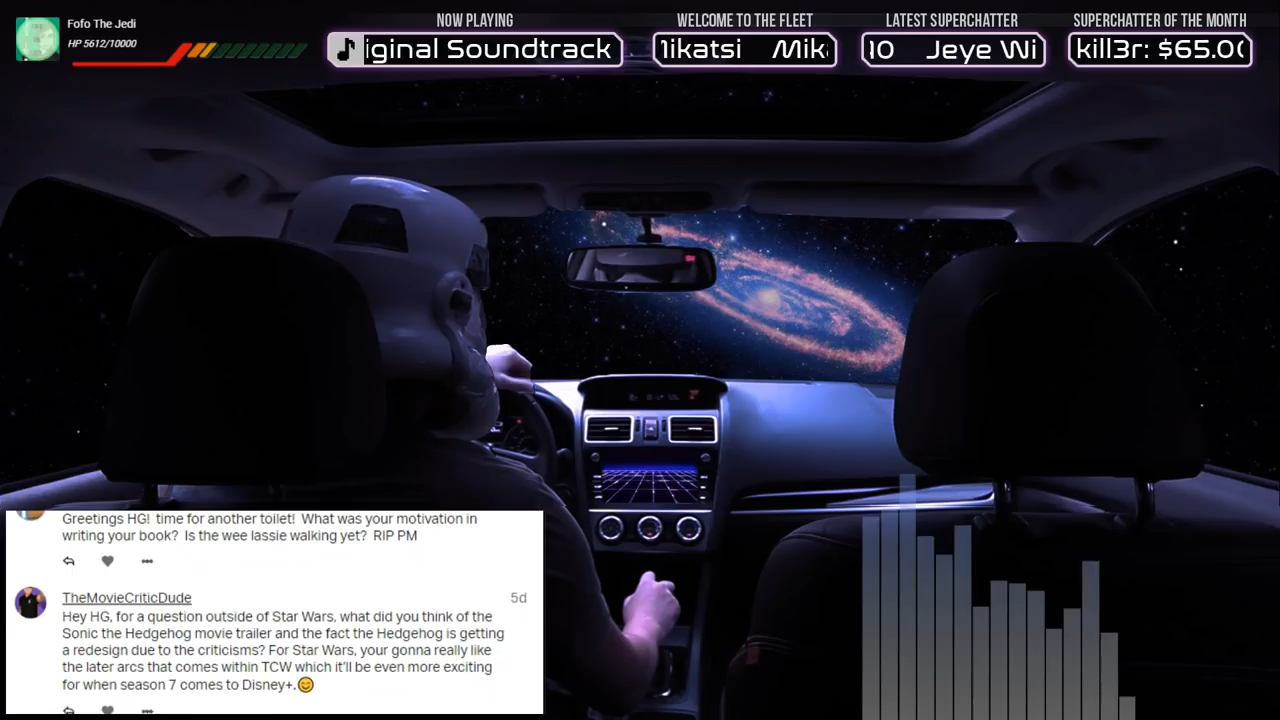 Fofo The Jedi
HP 5612/10000
NOW PLAYING
iginal Soundtrack
WELCOME TO THE FLEET
likatsi Mik
LATEST SUPERCHATTER
Jeye Wi
SUPERCHATTER OF THE MONTH
kill3r: $65.00
Greetings HG! time for another toilet! What was your motivation in
writing your book? Is the wee lassie walking yet? RIP PM
TheMovieCriticDude
5d
Hey HG, for a question outside of Star Wars, what did you think of the
Sonic the Hedgehog movie trailer and the fact the Hedgehog is getting
a redesign due to the criticisms? For Star Wars, your gonna really like
the later arcs that comes within TCW which it'll be even more exciting
for when season 7 comes to Disney+.😊